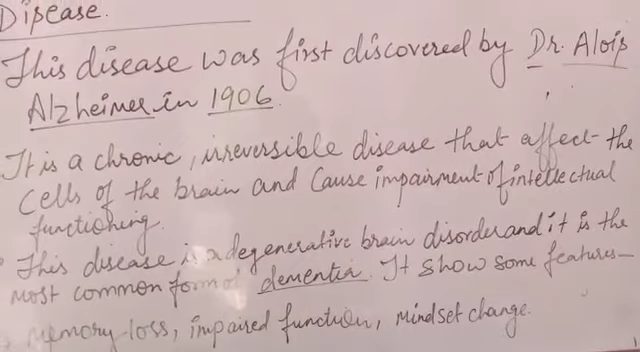 Disease.
This disease was first discovered by Dr. Alois
Alzheimer in 1906.
It is a chronic, irreversible disease that affect the
cells of the brain and cause impairment of intellectual
functioning.
This disease is a degenerative brain disorder and it is the
most common form of dementia. It show some features–
memory loss, impaired function, mindset change.